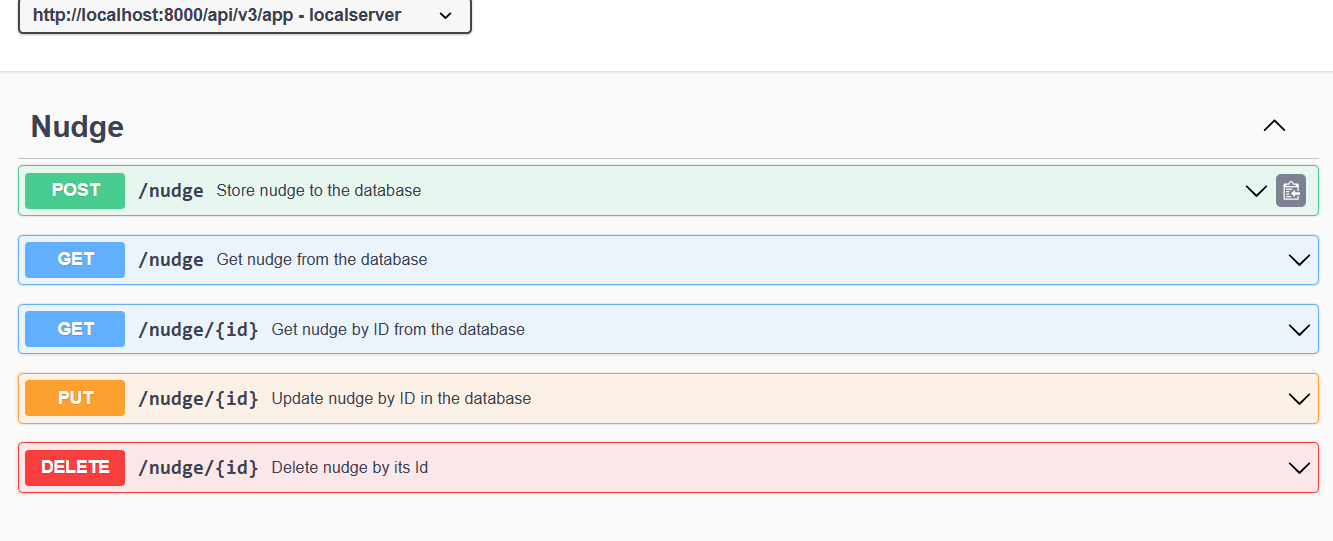 http://localhost:8000/api/v3/app - localserver
Nudge
POST /nudge Store nudge to the database
GET /nudge Get nudge from the database
GET /nudge/{id} Get nudge by ID from the database
PUT /nudge/{id} Update nudge by ID in the database
DELETE /nudge/{id} Delete nudge by its Id